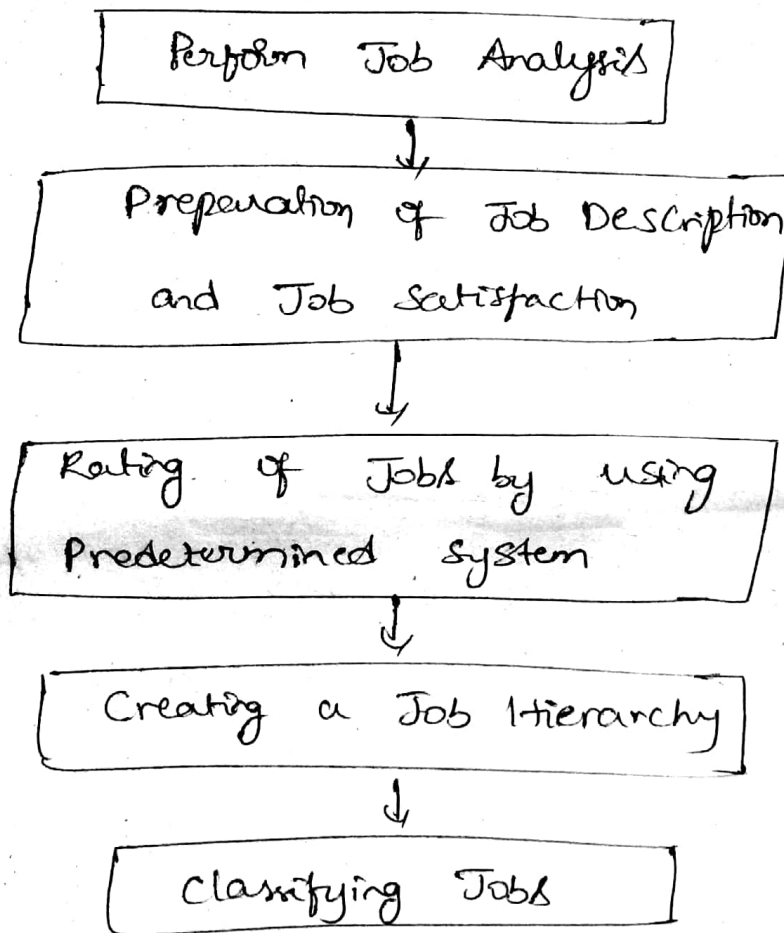 Perform Job Analysis
Preperation of Job Description
and Job Satisfaction
Rating of Jobs by using
Predetermined System
Creating a Job Hierarchy
Classifying Jobs